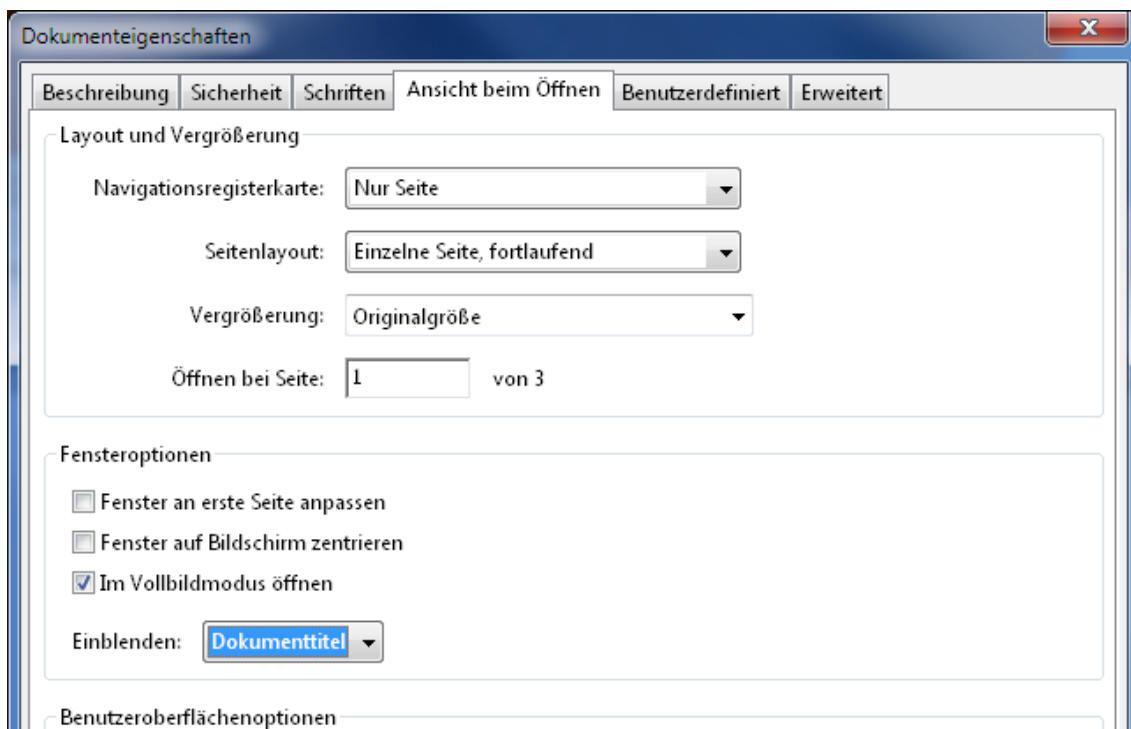 Dokumenteigenschaften
Beschreibung Sicherheit Schriften Ansicht beim Öffnen Benutzerdefiniert Erweitert
Layout und Vergrößerung
Navigationsregisterkarte: Nur Seite
Seitenlayout: Einzelne Seite, fortlaufend
Vergrößerung: Originalgröße
Öffnen bei Seite: 1 von 3
Fensteroptionen
Fenster an erste Seite anpassen
Fenster auf Bildschirm zentrieren
Im Vollbildmodus öffnen
Einblenden: Dokumenttitel
Benutzeroberflächenoptionen